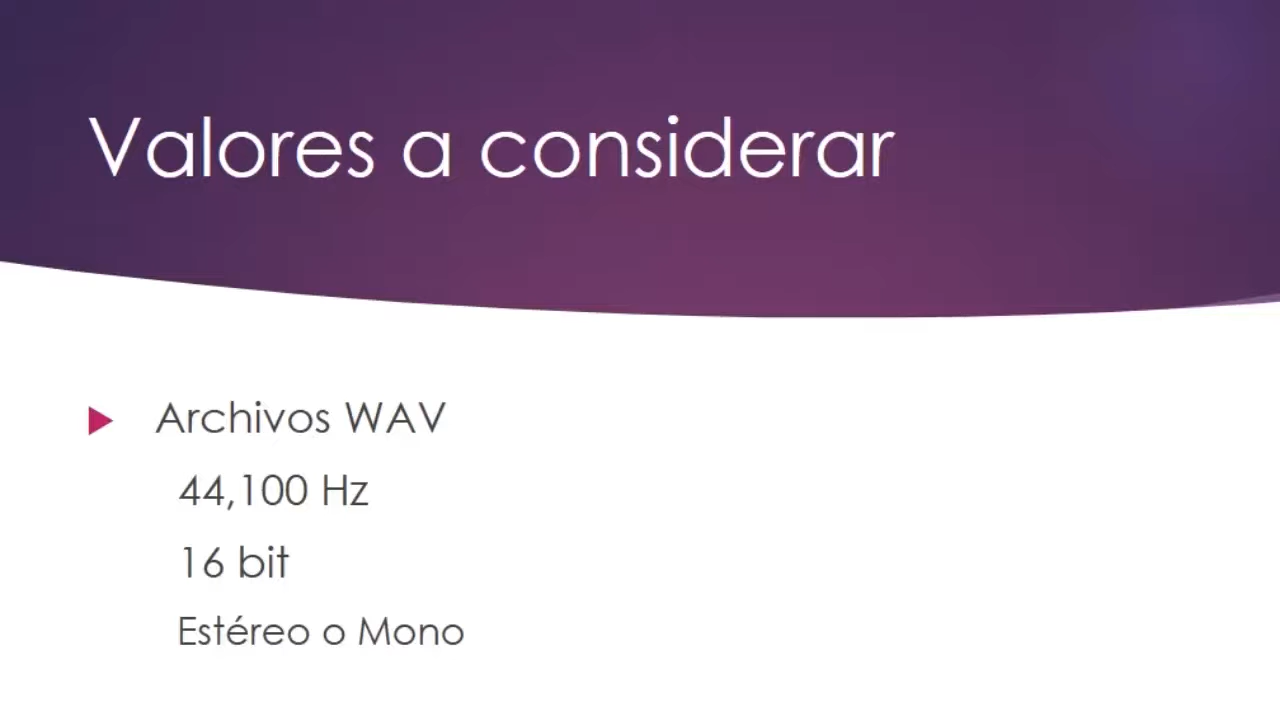 Valores a considerar
Archivos WAV
44,100 Hz
16 bit
Estéreo o Mono